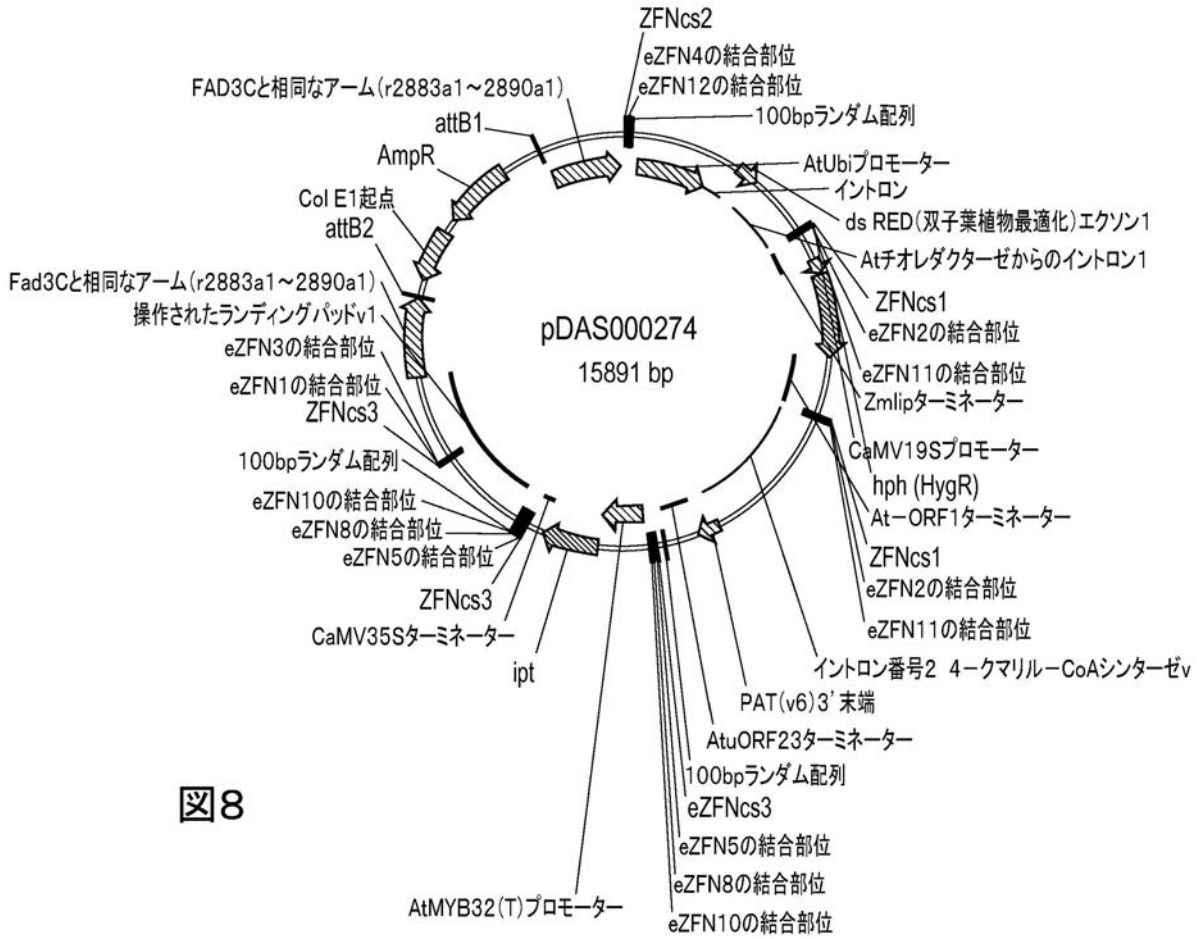 ZFNcs2
eZFN4の結合部位
eZFN12の結合部位
100bpランダム配列
FAD3Cと相同なアーム(r2883a1～2890a1)
attB1
AmpR
Col E1起点
attB2
Fad3Cと相同なアーム(r2883a1～2890a1)
操作されたランディングパッドv1
eZFN3の結合部位
eZFN1の結合部位
ZFNcs3
100bpランダム配列
eZFN10の結合部位
eZFN8の結合部位
eZFN5の結合部位
ZFNcs3
CaMV35Sターミネーター
ipt
pDAS000274
15891 bp
AtUbiプロモーター
イントロン
ds RED(双子葉植物最適化)エクソン1
Atチオレダクターゼからのイントロン1
ZFNcs1
eZFN2の結合部位
eZFN11の結合部位
Zmlipターミネーター
CaMV19Sプロモーター
hph (HygR)
At－ORF1ターミネーター
ZFNcs1
eZFN2の結合部位
eZFN11の結合部位
イントロン番号2 4－クマリル－CoAシンターゼv
PAT(v6)3'末端
AtuORF23ターミネーター
100bpランダム配列
eZFNcs3
eZFN5の結合部位
eZFN8の結合部位
eZFN10の結合部位
AtMYB32(T)プロモーター
図8